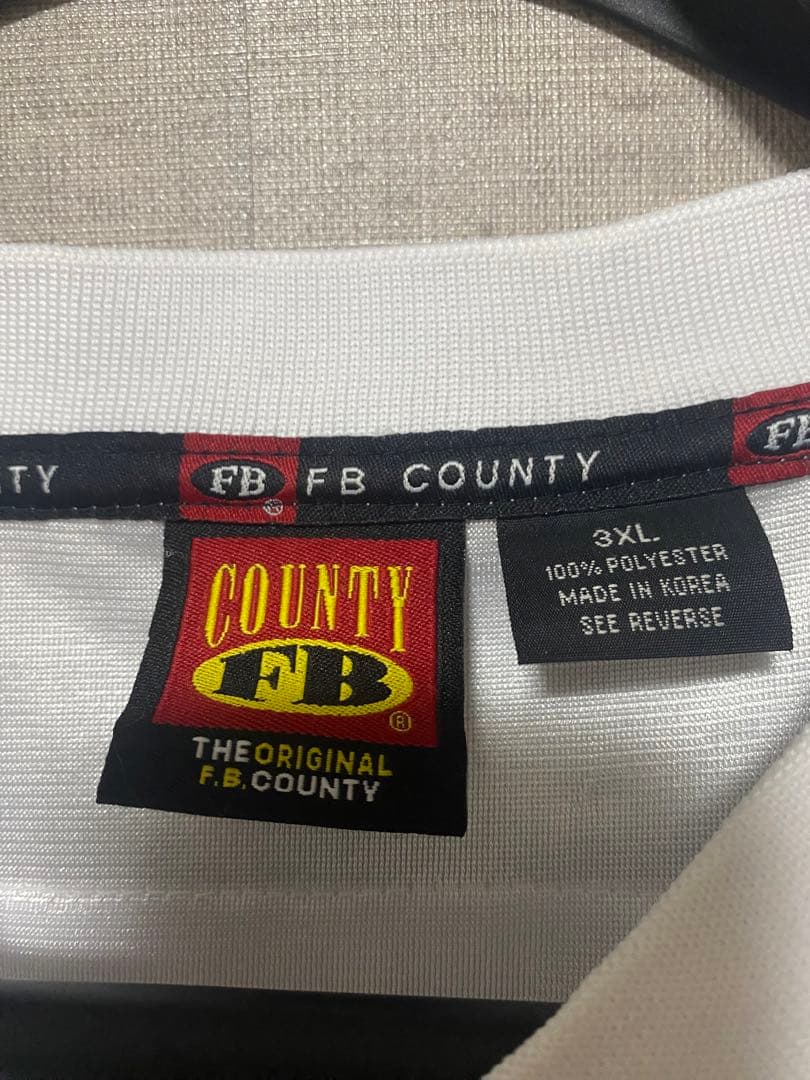 TY FB ® FB COUNTY FB
COUNTY
FB
®
THE ORIGINAL
F.B. COUNTY
3XL.
100% POLYESTER
MADE IN KOREA
SEE REVERSE